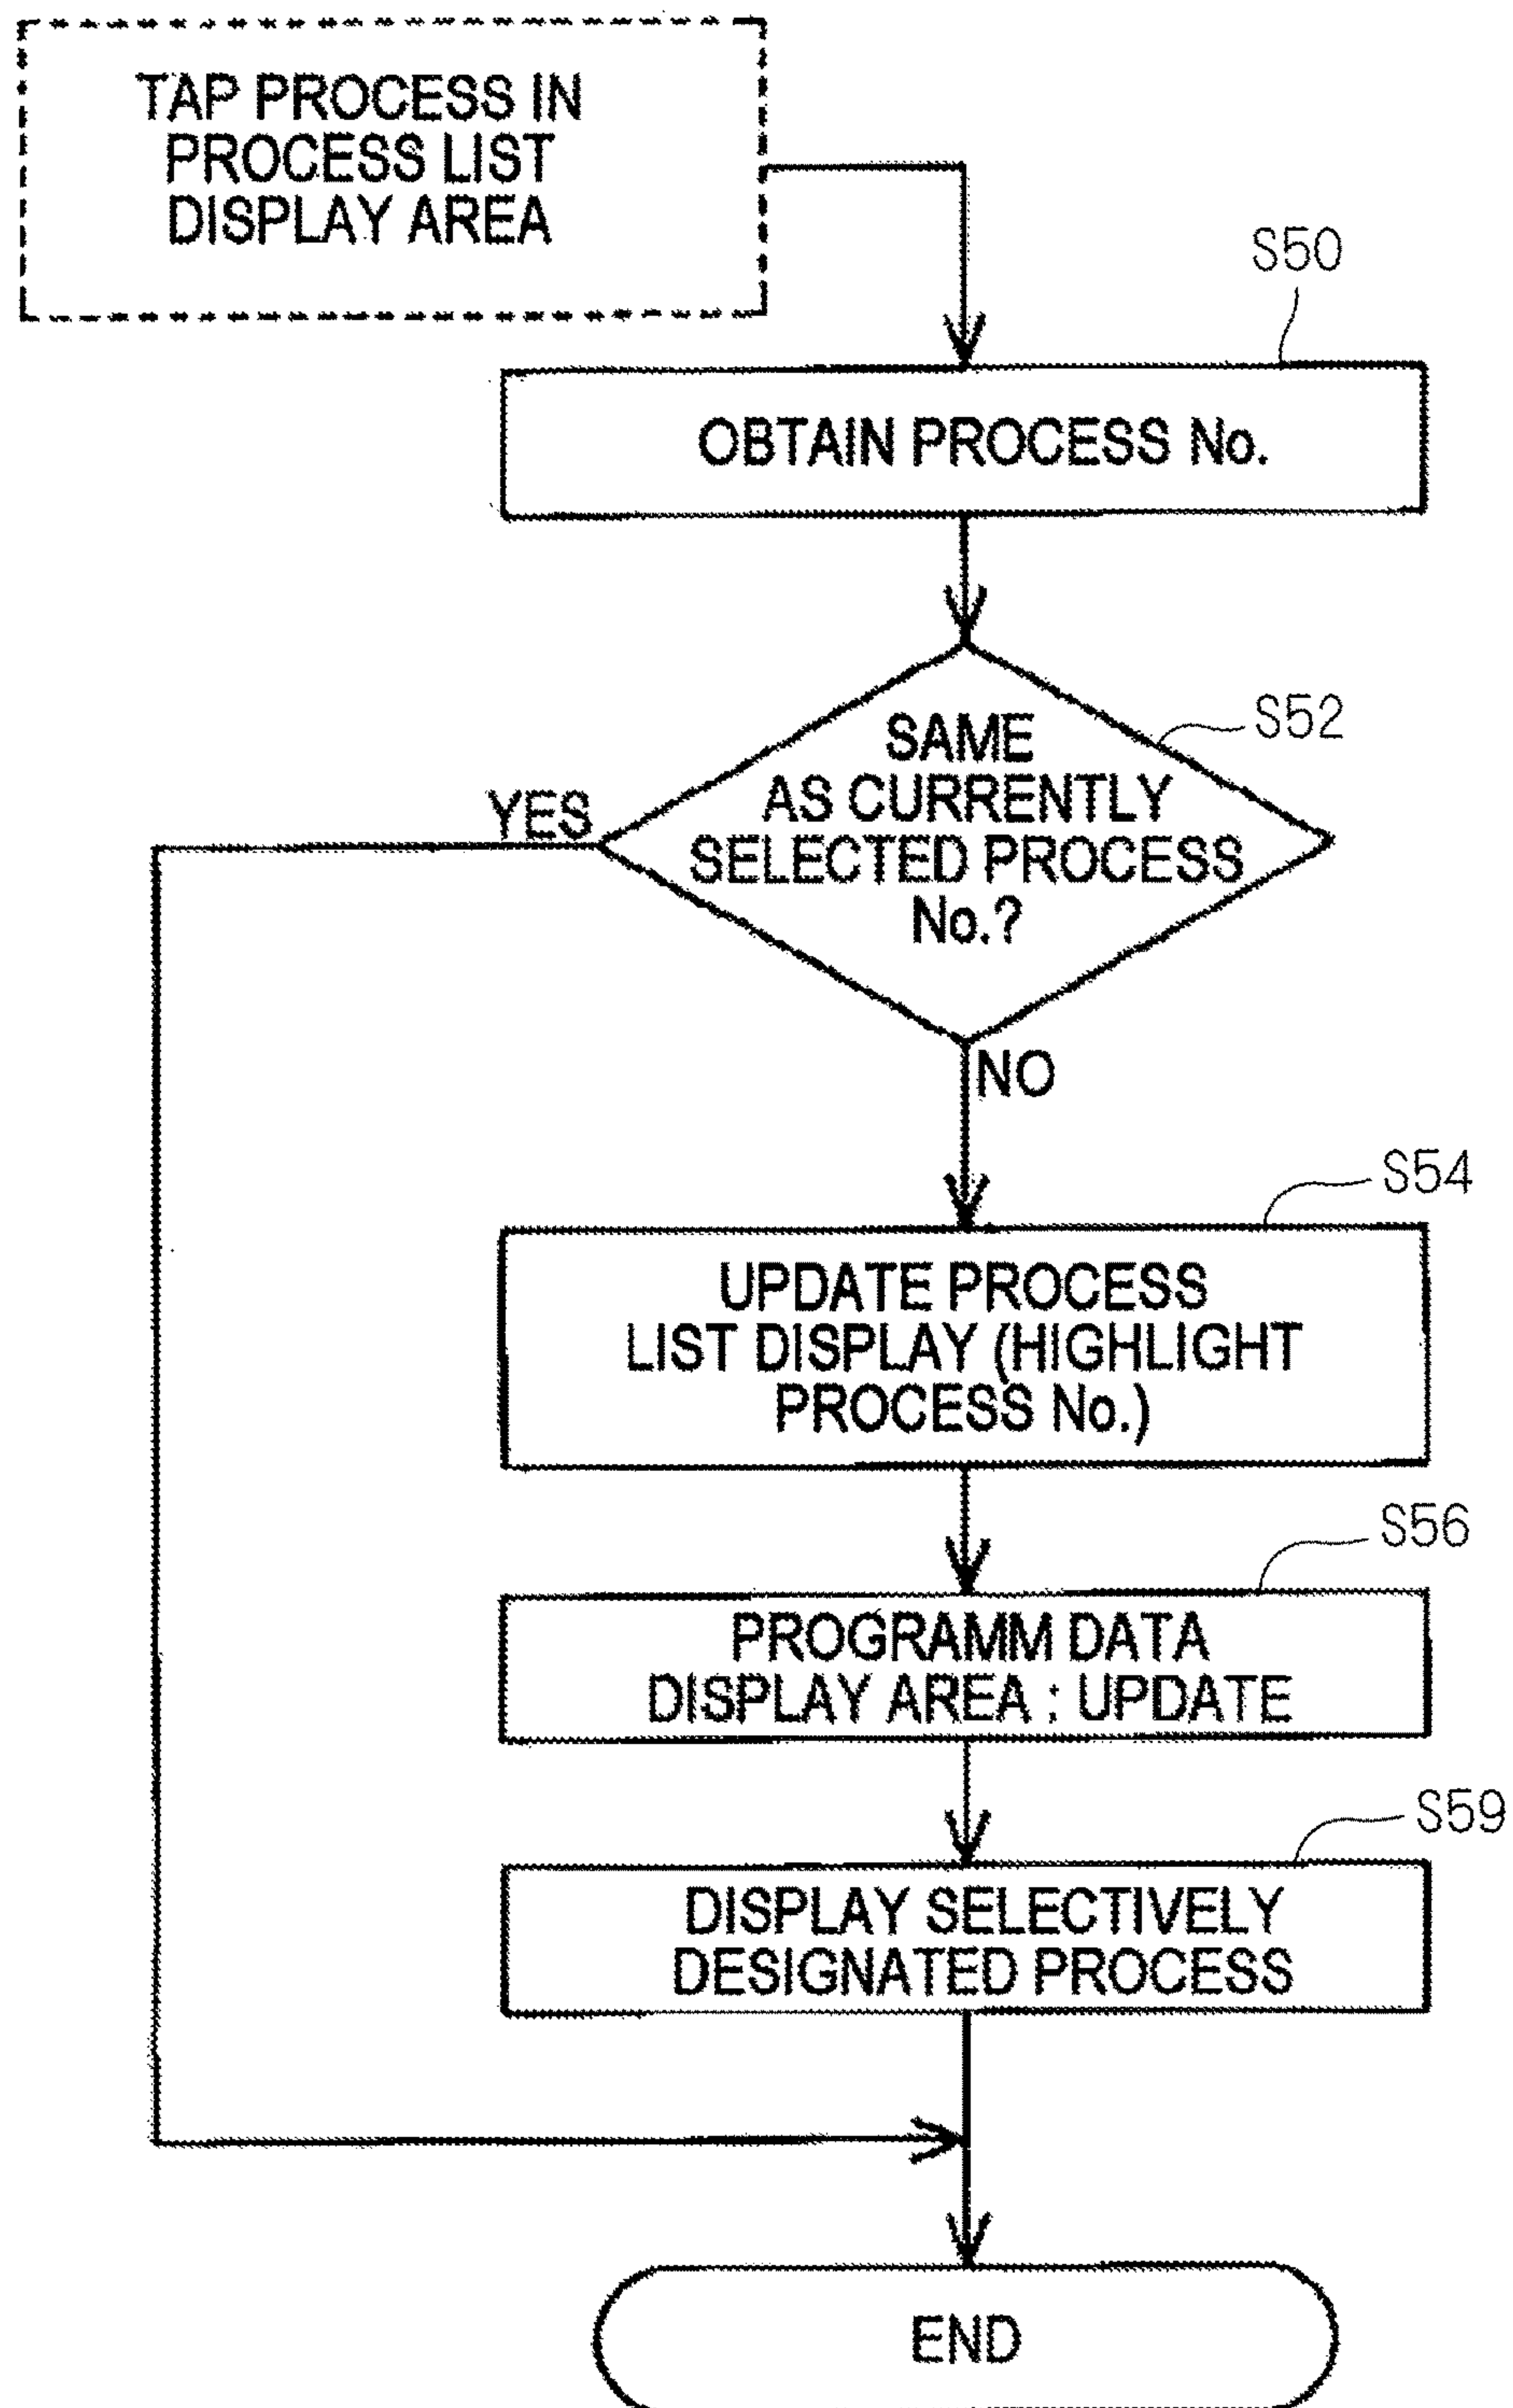 TAP PROCESS IN
PROCESS LIST
DISPLAY AREA
S50
OBTAIN PROCESS No.
S52
SAME
AS CURRENTLY
SELECTED PROCESS
No.?
YES
NO
S54
UPDATE PROCESS
LIST DISPLAY (HIGHLIGHT
PROCESS No.)
S56
PROGRAMM DATA
DISPLAY AREA : UPDATE
S59
DISPLAY SELECTIVELY
DESIGNATED PROCESS
END